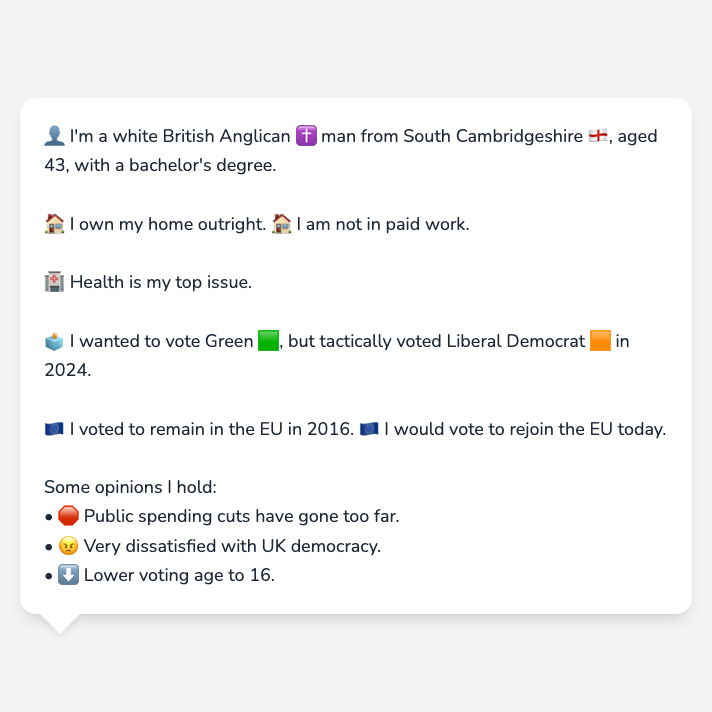 👤 I'm a white British Anglican ✝️ man from South Cambridgeshire 🏴󠁧󠁢󠁥󠁮󠁧󠁿, aged
43, with a bachelor's degree.
🏠 I own my home outright. 🏠 I am not in paid work.
🏥 Health is my top issue.
🗳️ I wanted to vote Green 🟩, but tactically voted Liberal Democrat 🟧 in
2024.
🇪🇺 I voted to remain in the EU in 2016. 🇪🇺 I would vote to rejoin the EU today.
Some opinions I hold:
• 🛑 Public spending cuts have gone too far.
• 😠 Very dissatisfied with UK democracy.
• ⬇️ Lower voting age to 16.